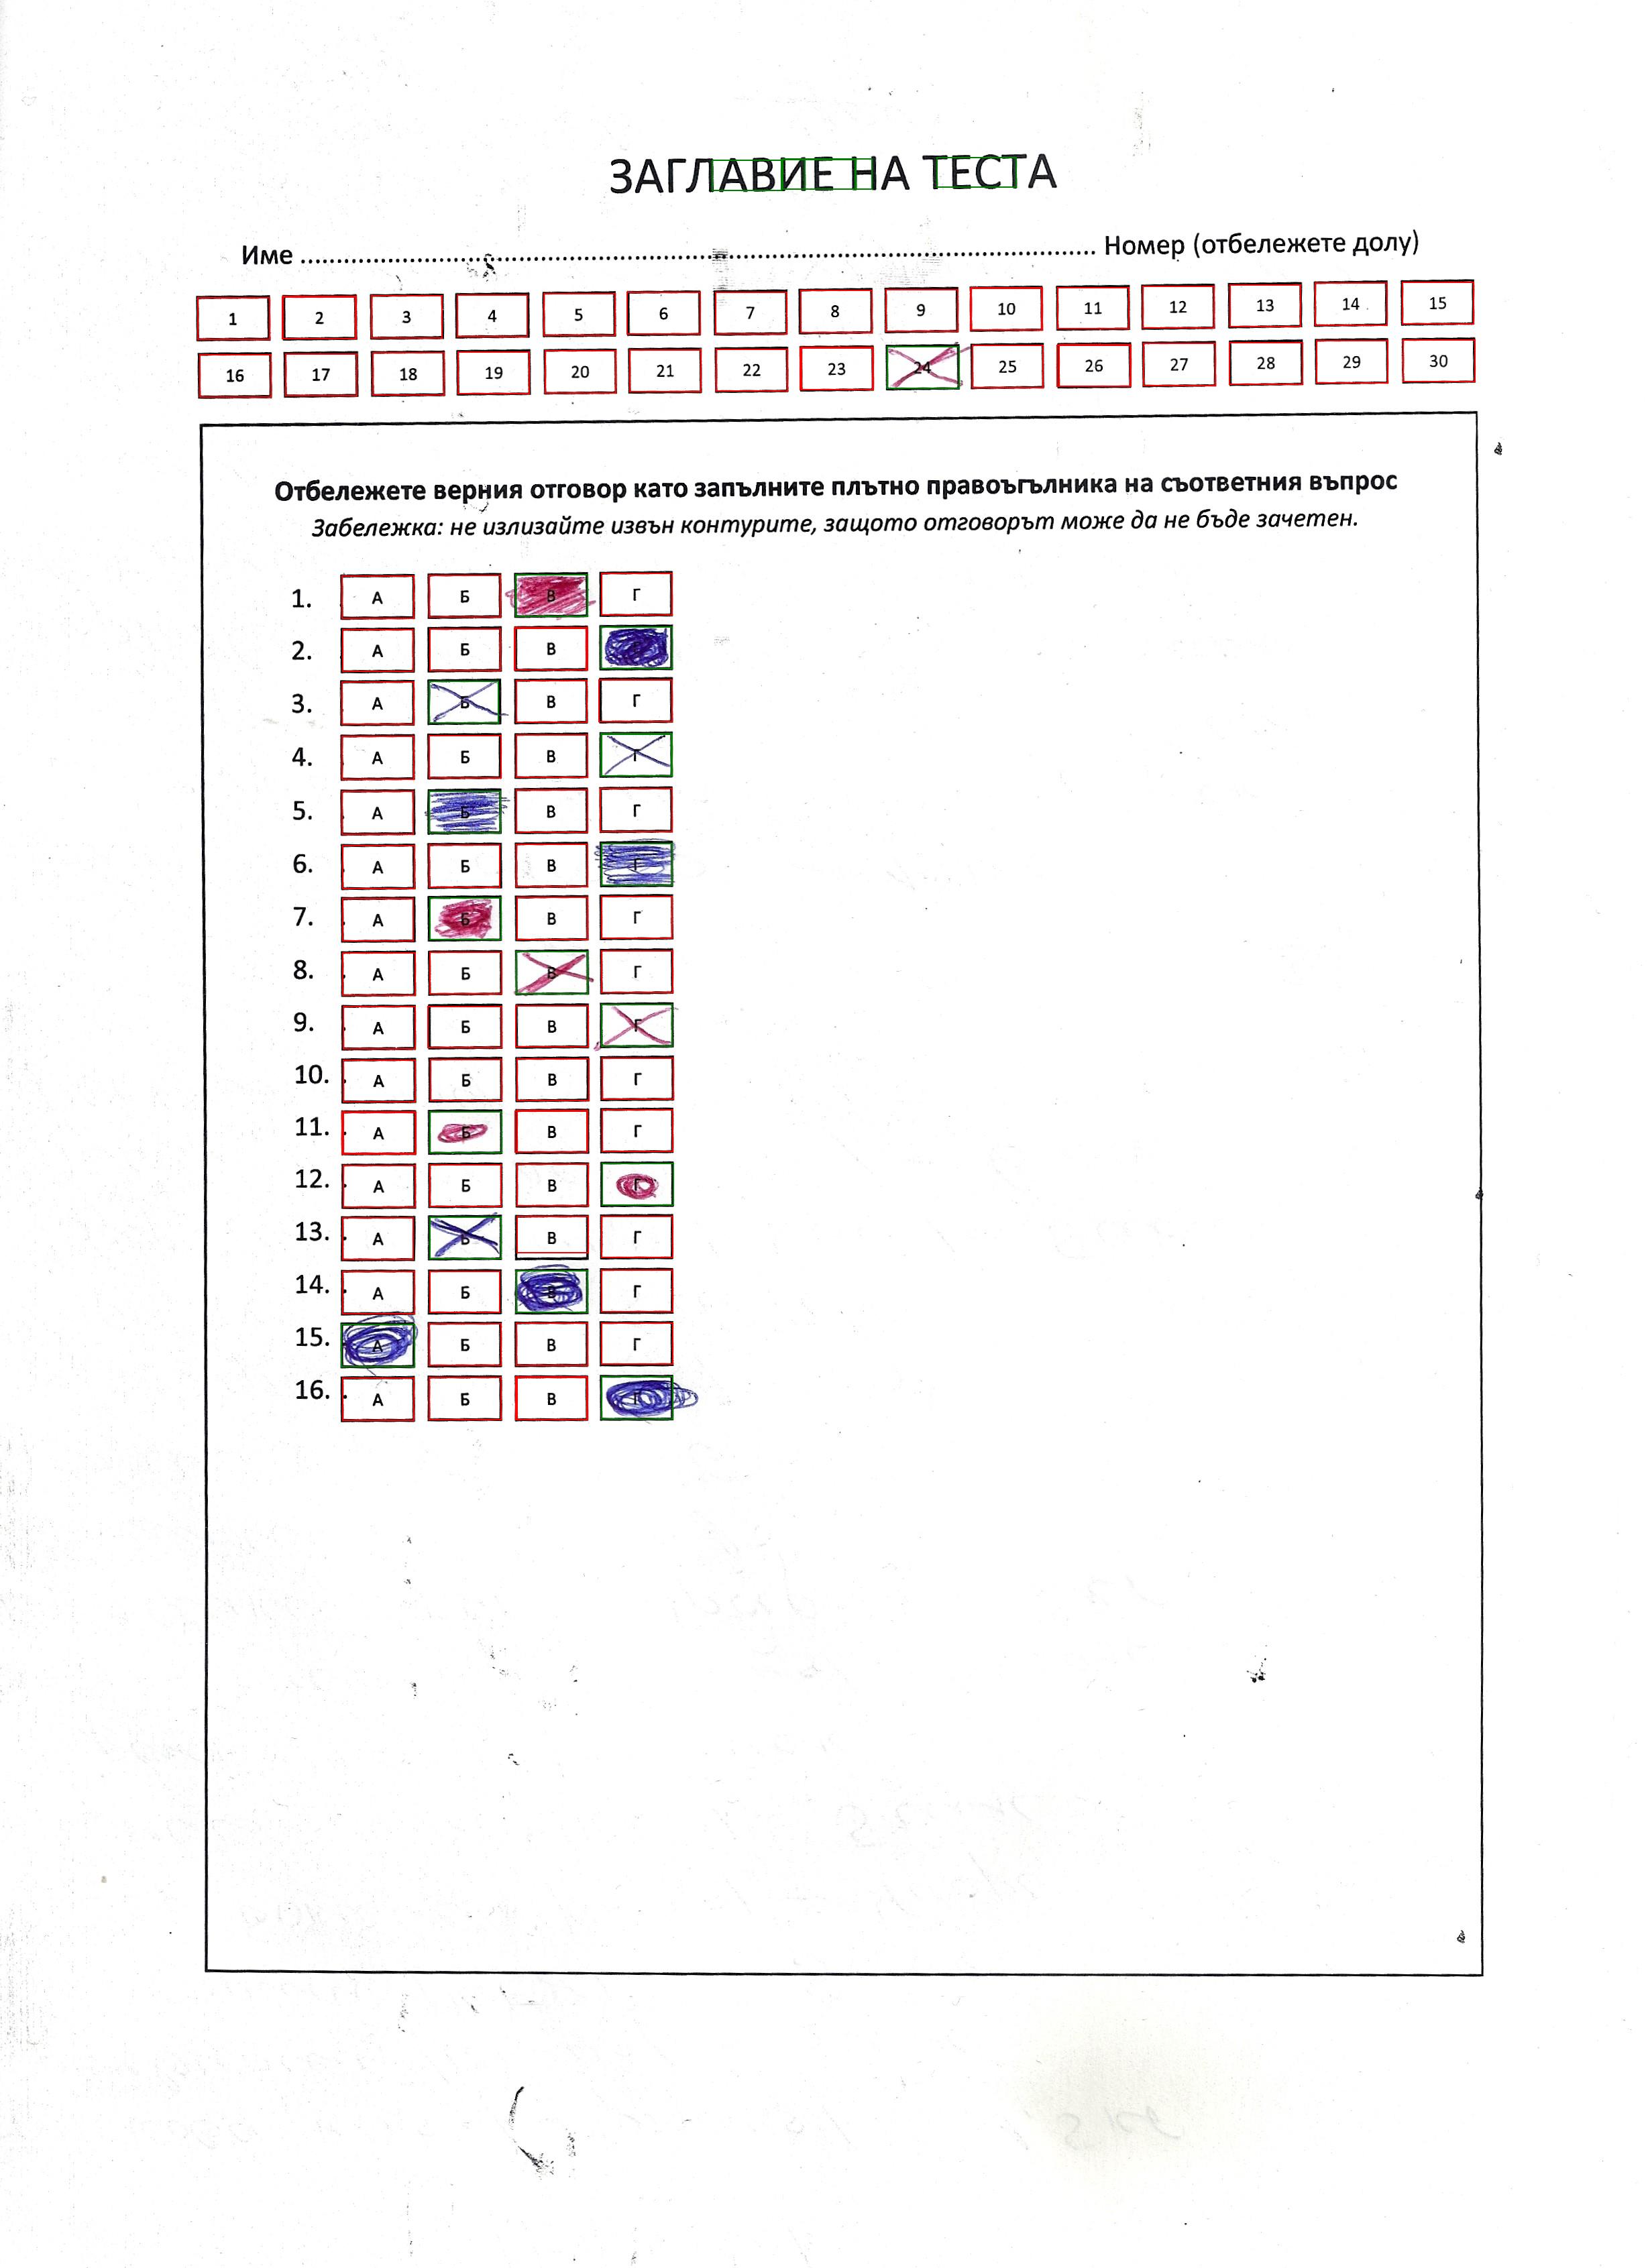 ЗАГЛАВИЕ НА ТЕСТА
Име ............................................................................................................... Номер (отбележете долу)
1 2 3 4 5 6 7 8 9 10 11 12 13 14 15
16 17 18 19 20 21 22 23 24 25 26 27 28 29 30
Отбележете верния отговор като запълните плътно правоъгълника на съответния въпрос
Забележка: не излизайте извън контурите, защото отговорът може да не бъде зачетен.
1. А Б В Г
2. А Б В
3. А Б В Г
4. А Б В Г
5. А Б В Г
6. А Б В Г
7. А Б В Г
8. А Б В Г
9. А Б В Г
10. А Б В Г
11. А Б В Г
12. А Б В Г
13. А Б В Г
14. А Б В Г
15. А Б В Г
16. А Б В Г